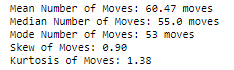 Mean Number of Moves: 60.47 moves
Median Number of Moves: 55.0 moves
Mode Number of Moves: 53 moves
Skew of Moves: 0.90
Kurtosis of Moves: 1.38